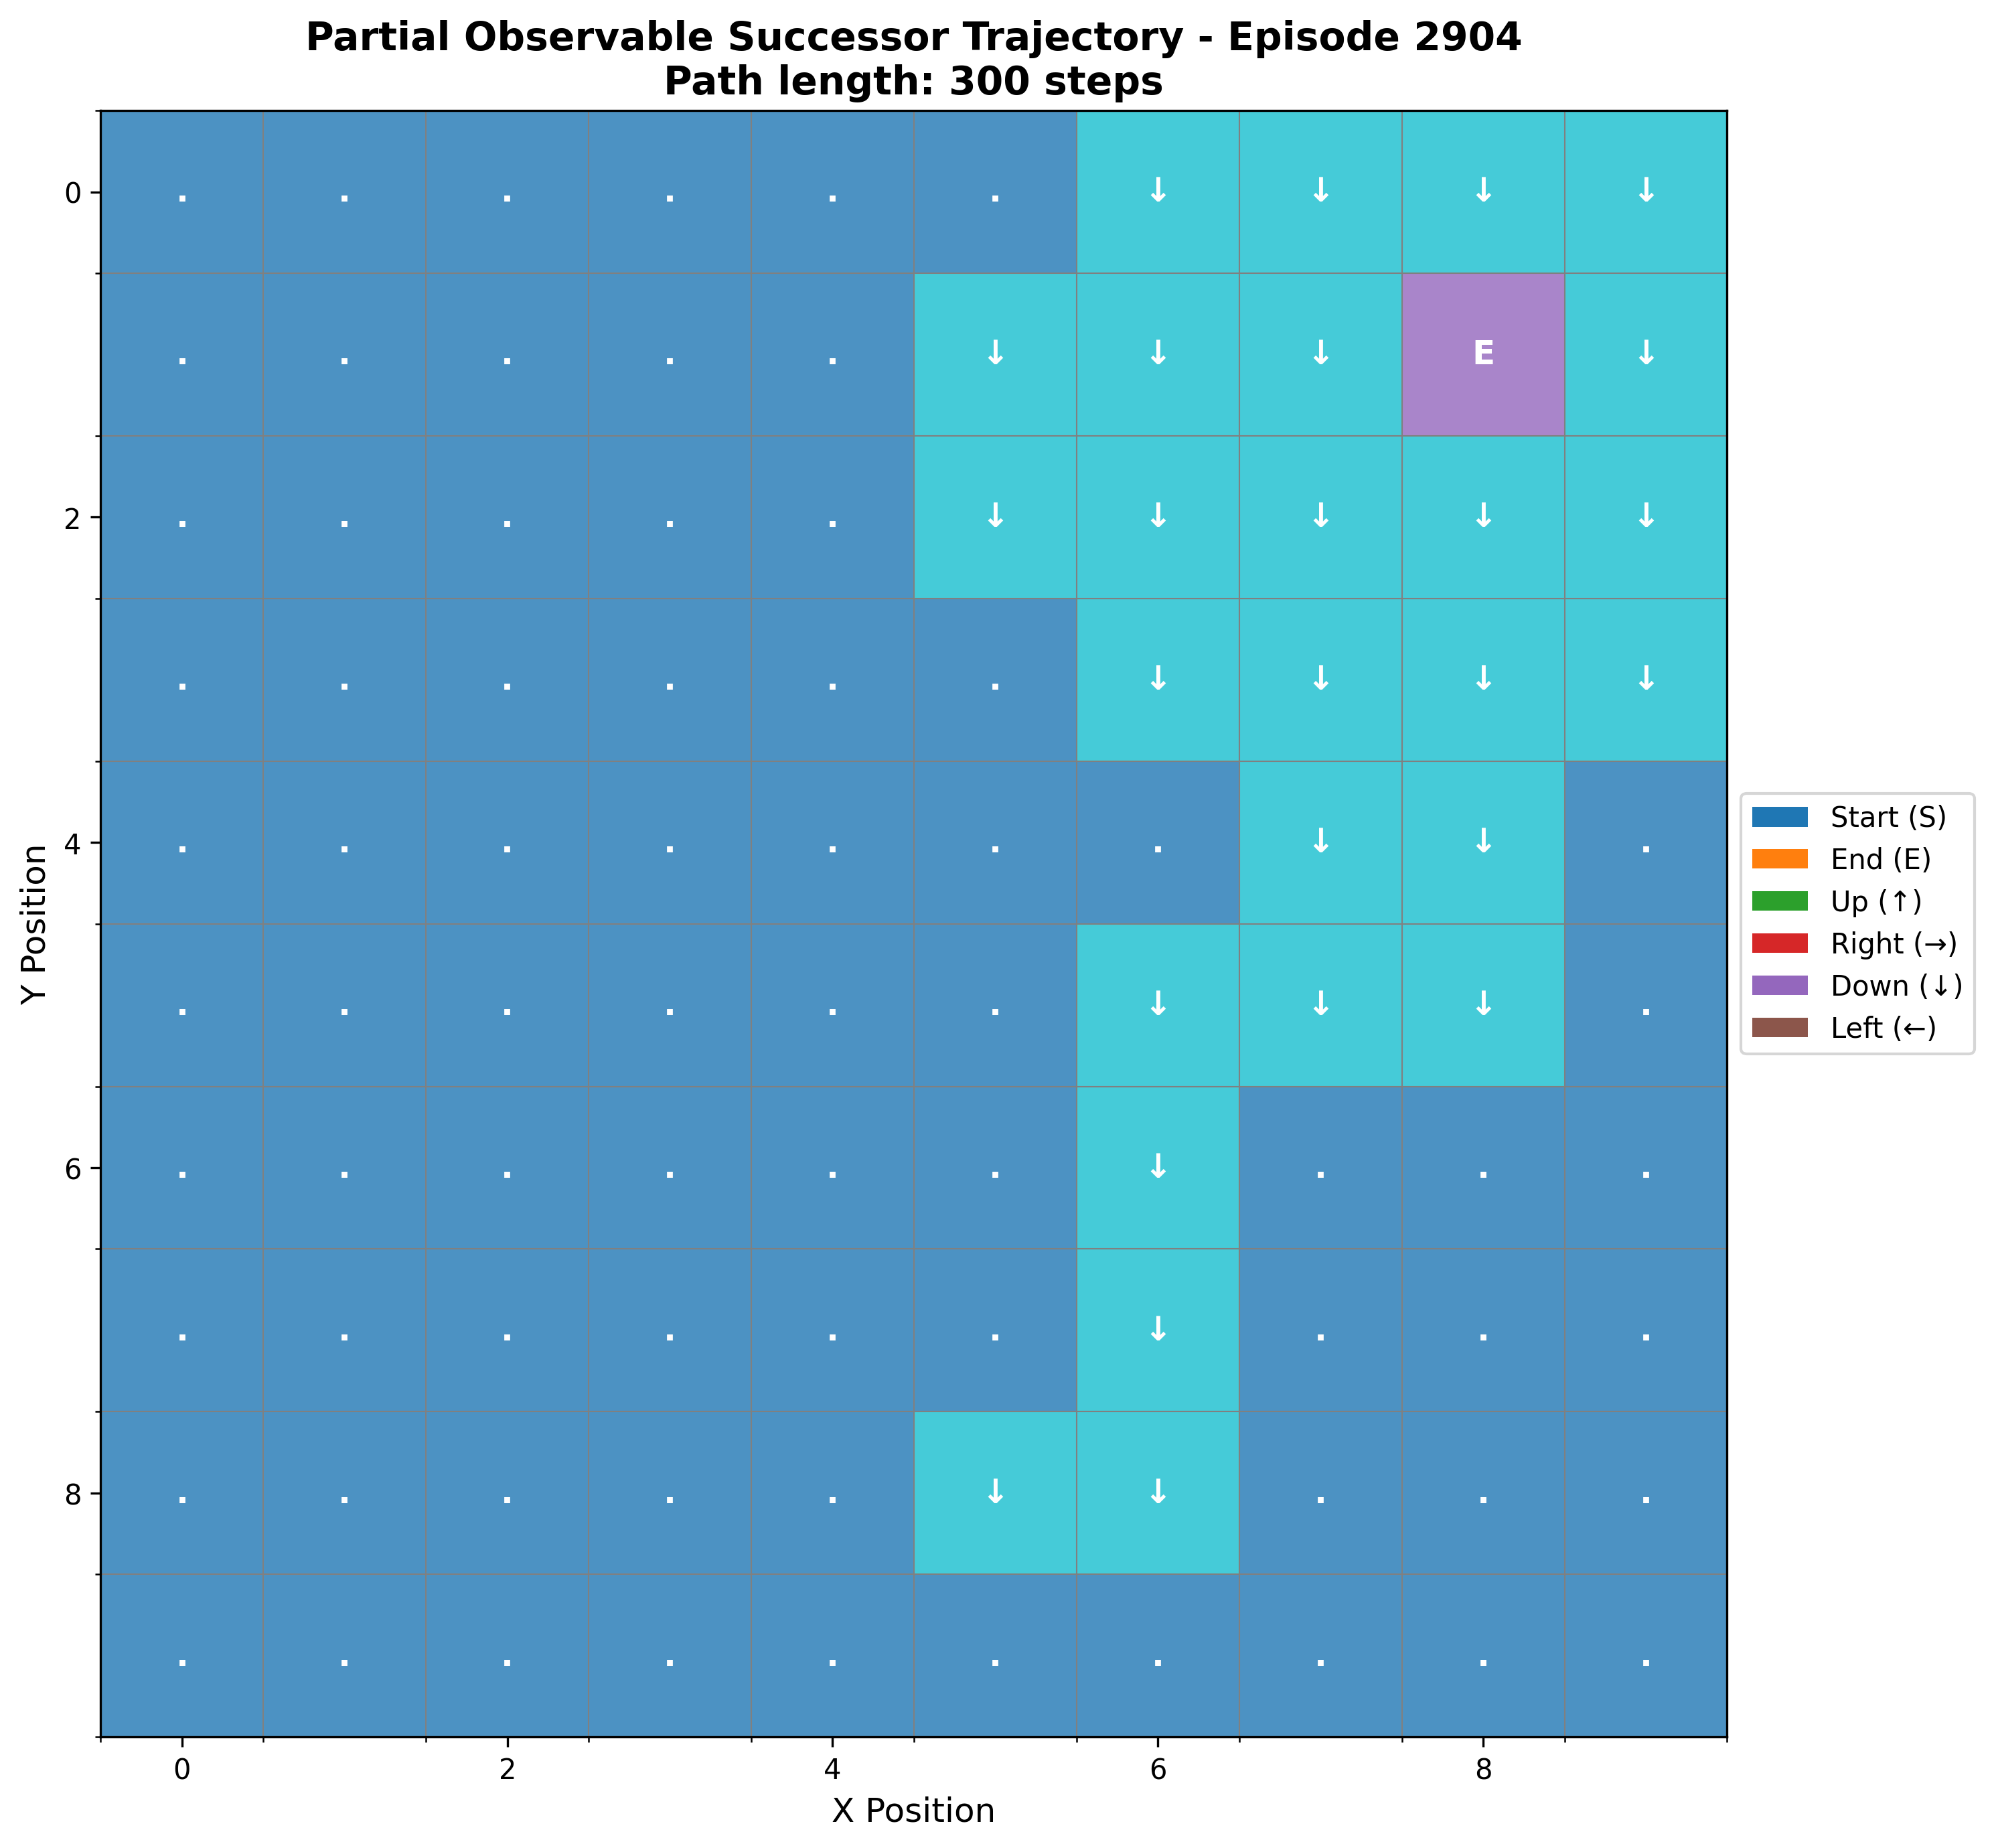 Partial Observable Successor Trajectory - Episode 2904
Path length: 300 steps
0 . . . . . . ↓ ↓ ↓ ↓
. . . . . ↓ ↓ ↓ E ↓
2 . . . . . ↓ ↓ ↓ ↓ ↓
. . . . . . ↓ ↓ ↓ ↓
4 . . . . . . . ↓ ↓ .
. . . . . . ↓ ↓ ↓ .
6 . . . . . . ↓ . . .
. . . . . . ↓ . . .
8 . . . . . ↓ ↓ . . .
. . . . . . . . . .
0 2 4 6 8
X Position
Y Position
Start (S)
End (E)
Up (↑)
Right (→)
Down (↓)
Left (←)